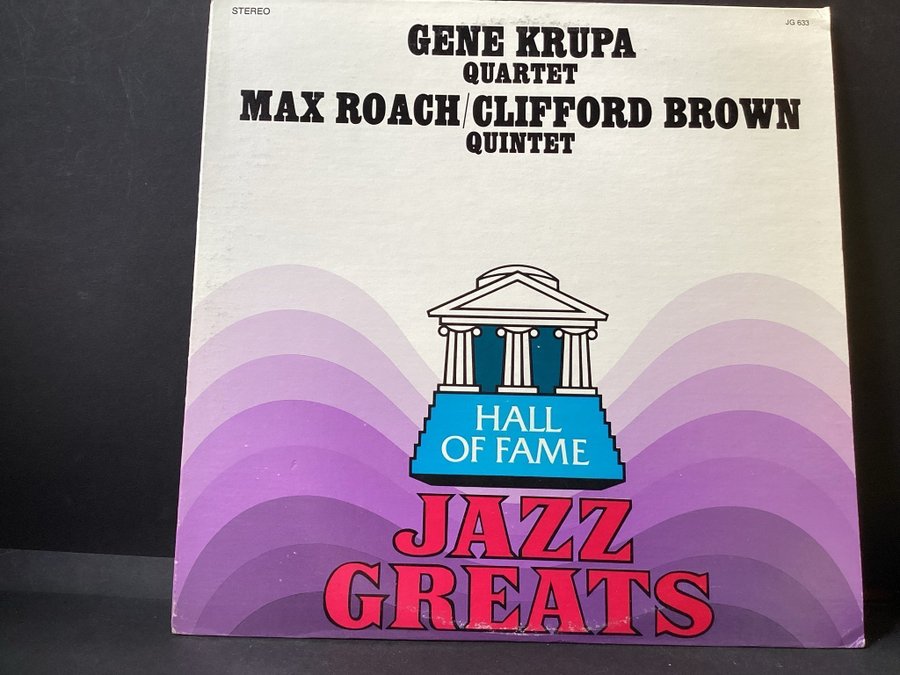 STEREO
JG 633
GENE KRUPA
QUARTET
MAX ROACH/CLIFFORD BROWN
QUINTET
HALL
OF FAME
JAZZ
GREATS